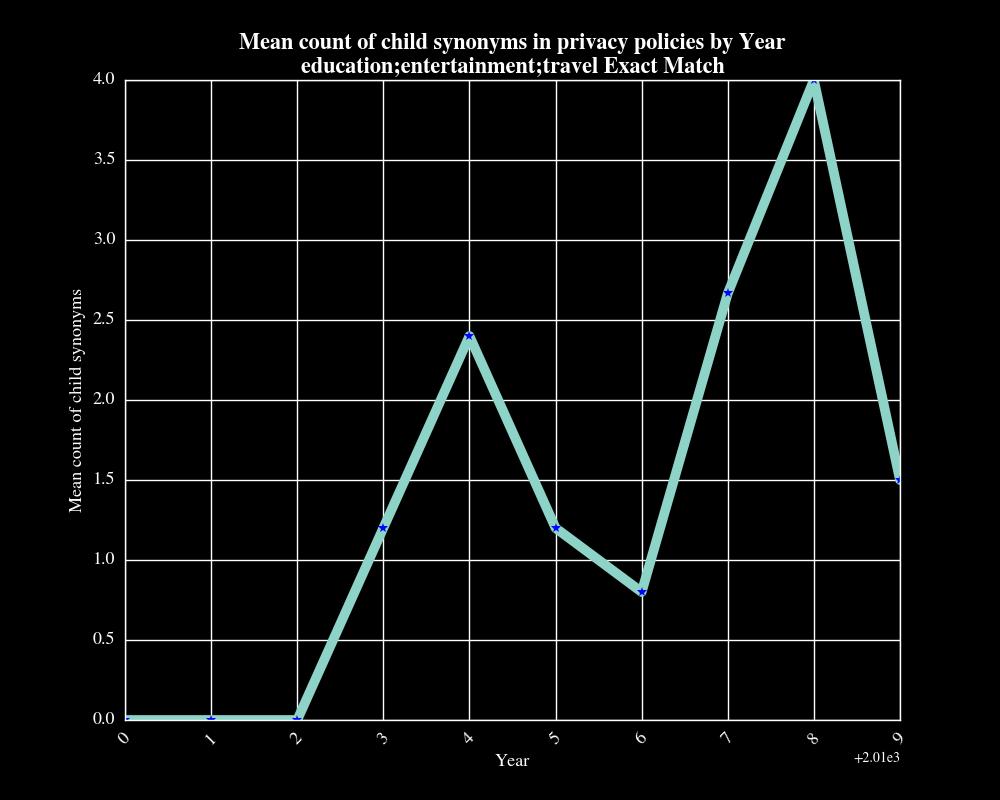 Mean count of child synonyms in privacy policies by Year
education;entertainment;travel Exact Match
4.0
3.5
3.0
2.5
2.0
1.5
1.0
0.5
0.0
Mean count of child synonyms
0 1 2 3 4 5 6 7 8 9
Year
+2.01e3